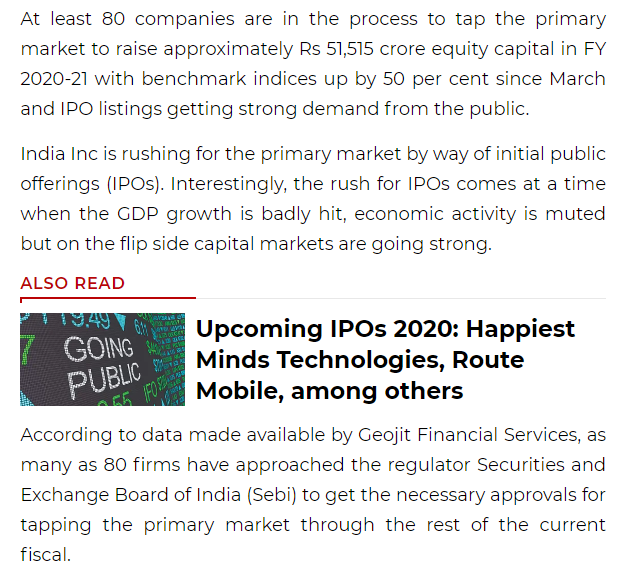 At least 80 companies are in the process to tap the primary
market to raise approximately Rs 51,515 crore equity capital in FY
2020-21 with benchmark indices up by 50 per cent since March
and IPO listings getting strong demand from the public.
India Inc is rushing for the primary market by way of initial public
offerings (IPOs). Interestingly, the rush for IPOs comes at a time
when the GDP growth is badly hit, economic activity is muted
but on the flip side capital markets are going strong.
ALSO READ
GOING
PUBLIC
Upcoming IPOs 2020: Happiest
Minds Technologies, Route
Mobile, among others
According to data made available by Geojit Financial Services, as
many as 80 firms have approached the regulator Securities and
Exchange Board of India (Sebi) to get the necessary approvals for
tapping the primary market through the rest of the current
fiscal.